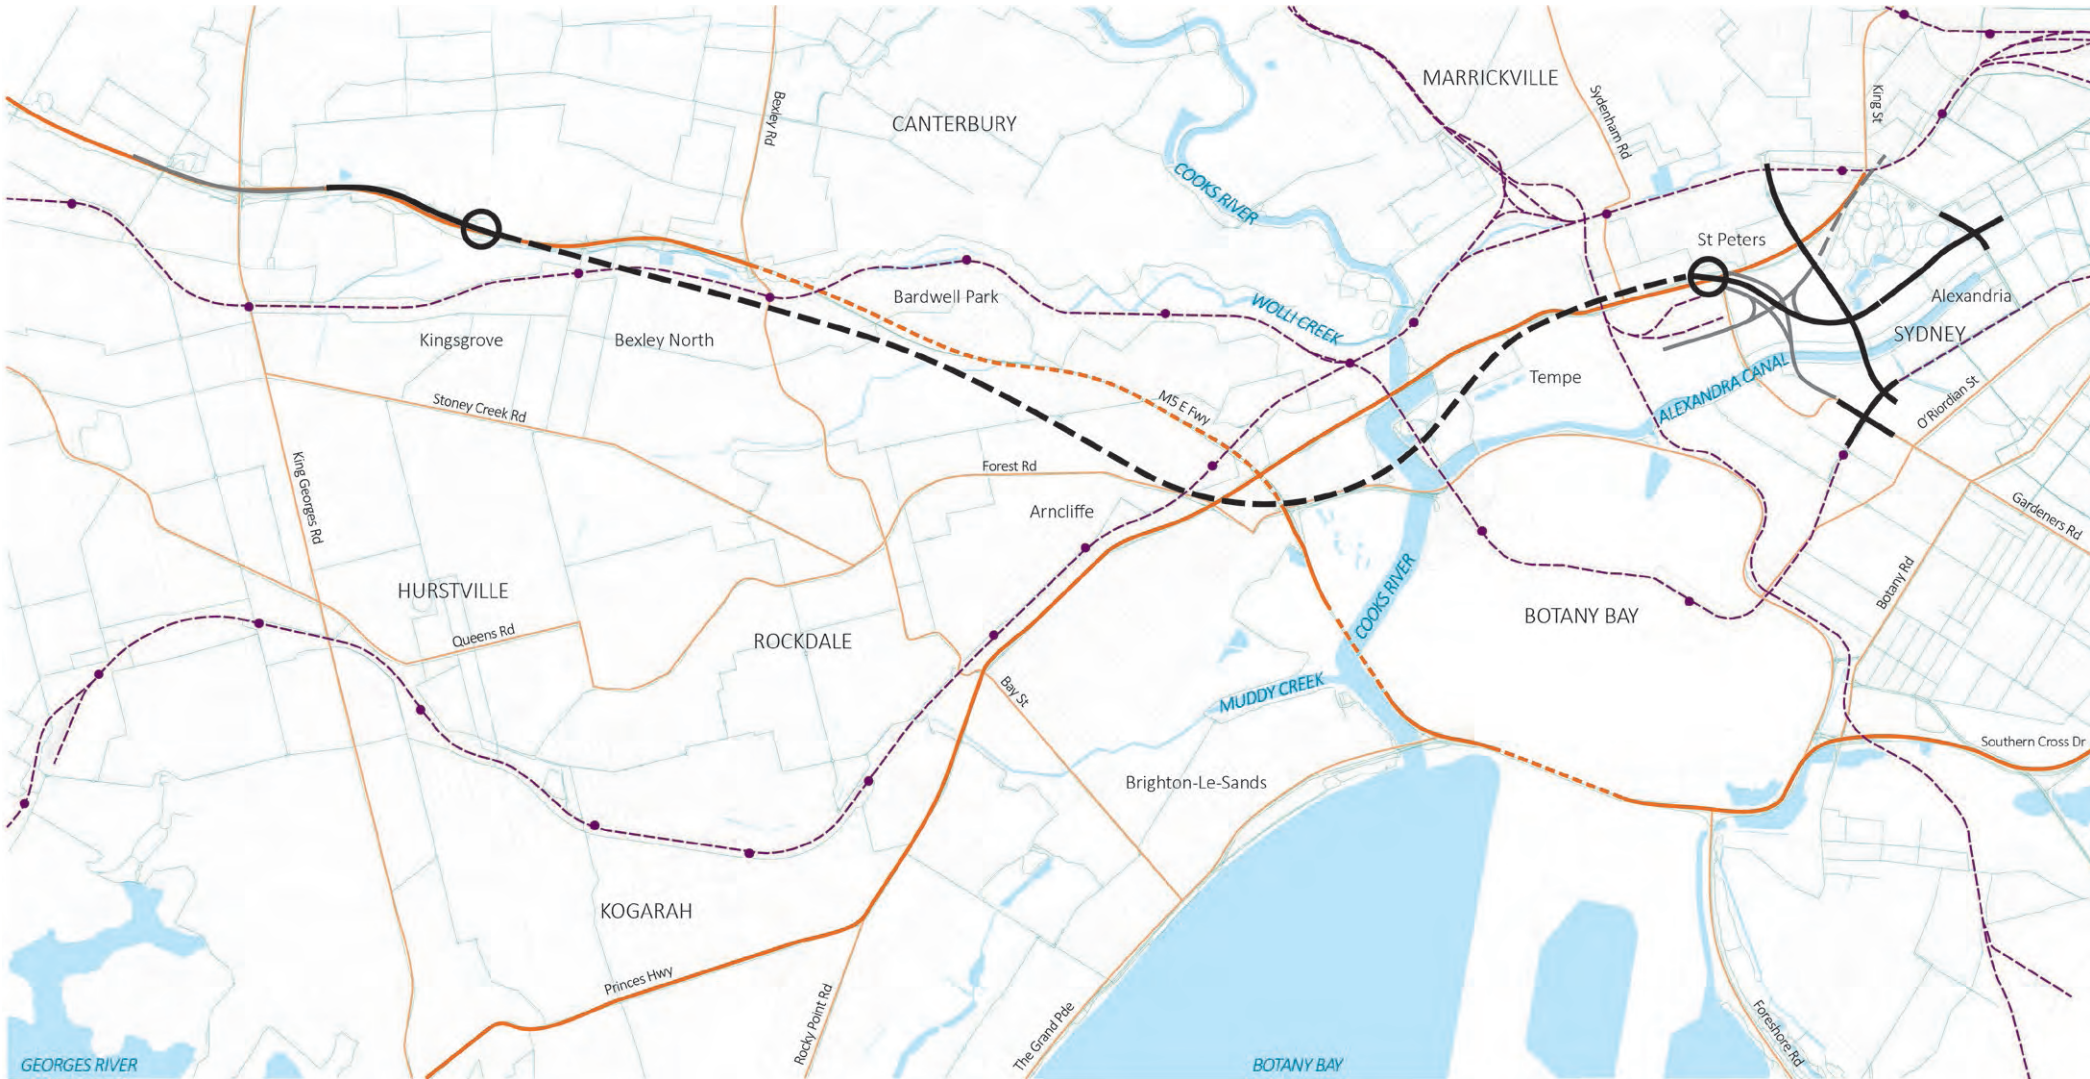 MARRICKVILLE
Sydenham Rd
King St
Bexley Rd
CANTERBURY
COOKS RIVER
St Peters
Bardwell Park
WOLLI CREEK
Alexandria
SYDNEY
Kingsgrove
Bexley North
Tempe
ALEXANDRA CANAL
O'Riordian St
Stoney Creek Rd
M5 E Fwy
King Georges Rd
Forest Rd
Arncliffe
Gardeners Rd
HURSTVILLE
Queens Rd
ROCKDALE
COOKS RIVER
BOTANY BAY
Botany Rd
Bay St
MUDDY CREEK
Southern Cross Dr
Brighton-Le-Sands
KOGARAH
Princes Hwy
Rocky Point Rd
The Grand Pde
Foreshore Rd
GEORGES RIVER
BOTANY BAY